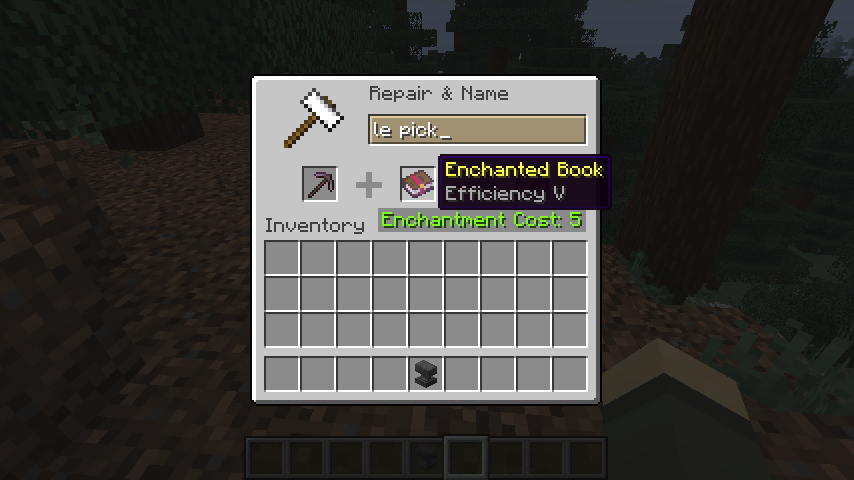 Repair & Name
le pick_
Enchanted Book
Efficiency V
Enchantment Cost: 5
Inventory